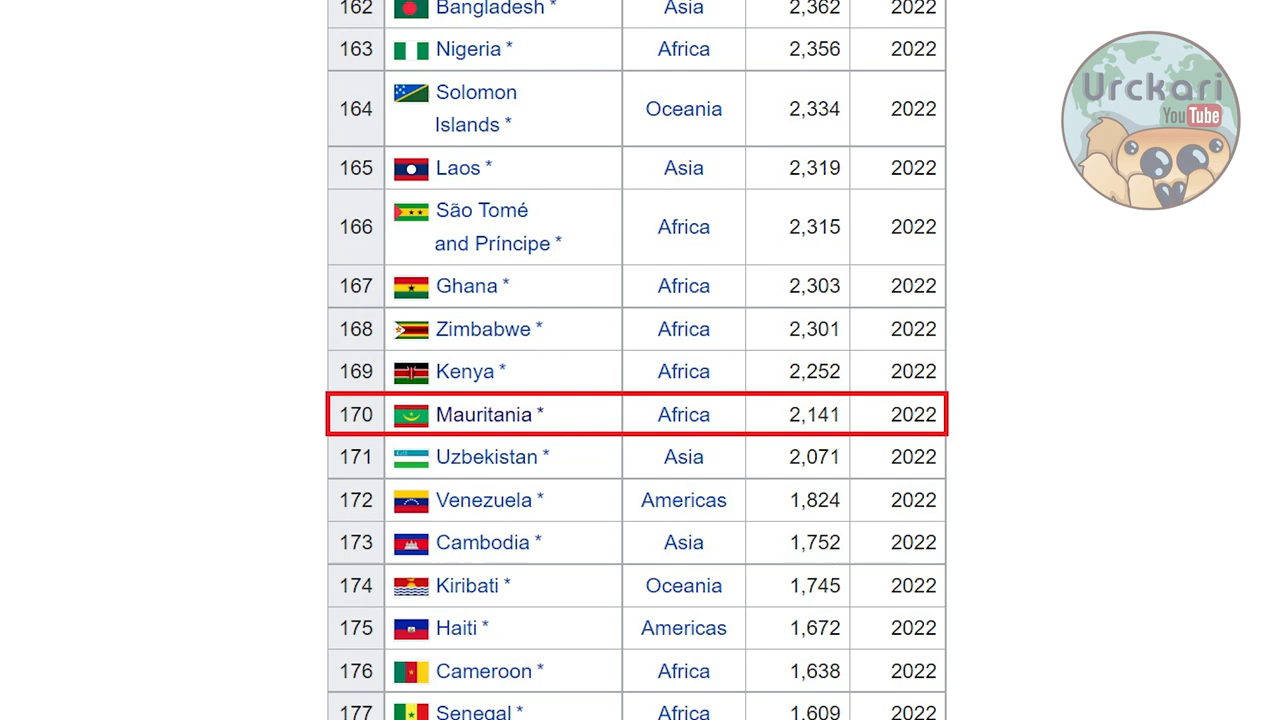 162 Bangladesh * Asia 2,362 2022
163 Nigeria * Africa 2,356 2022
164 Solomon Islands * Oceania 2,334 2022
165 Laos * Asia 2,319 2022
166 São Tomé and Príncipe * Africa 2,315 2022
167 Ghana * Africa 2,303 2022
168 Zimbabwe * Africa 2,301 2022
169 Kenya * Africa 2,252 2022
170 Mauritania * Africa 2,141 2022
171 Uzbekistan * Asia 2,071 2022
172 Venezuela * Americas 1,824 2022
173 Cambodia * Asia 1,752 2022
174 Kiribati * Oceania 1,745 2022
175 Haiti * Americas 1,672 2022
176 Cameroon * Africa 1,638 2022
177 Senegal * Africa 1,609 2022
Urckari
YouTube